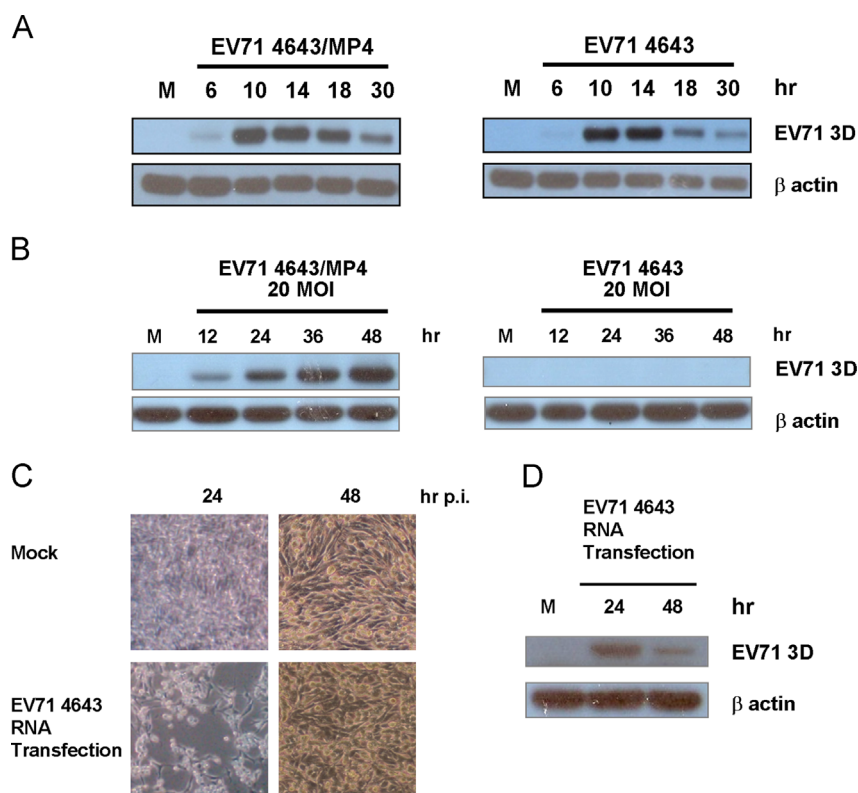 A
EV71 4643/MP4
M 6 10 14 18 30
EV71 4643
M 6 10 14 18 30 hr
EV71 3D
β actin
B
EV71 4643/MP4
20 MOI
M 12 24 36 48 hr
EV71 4643
20 MOI
M 12 24 36 48 hr
EV71 3D
β actin
C
24 48 hr p.i.
Mock
EV71 4643
RNA
Transfection
D
EV71 4643
RNA
Transfection
M 24 48 hr
EV71 3D
β actin